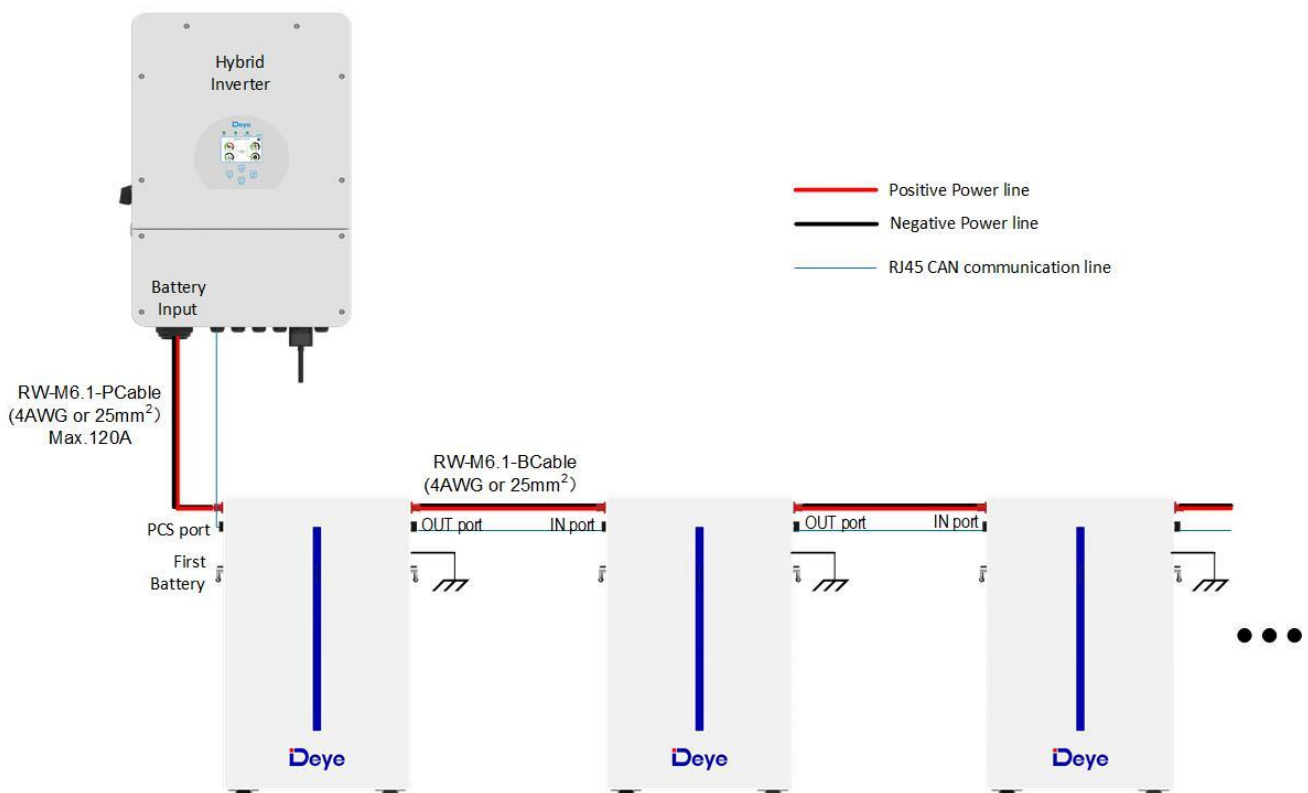 Hybrid
Inverter
Deye
Battery
Input
Positive Power line
Negative Power line
RJ45 CAN communication line
RW-M6.1-PCable
(4AWG or 25mm²)
Max.120A
RW-M6.1-BCable
(4AWG or 25mm²)
PCS port
OUT port
IN port
OUT port
IN port
First
Battery
Deye
Deye
Deye